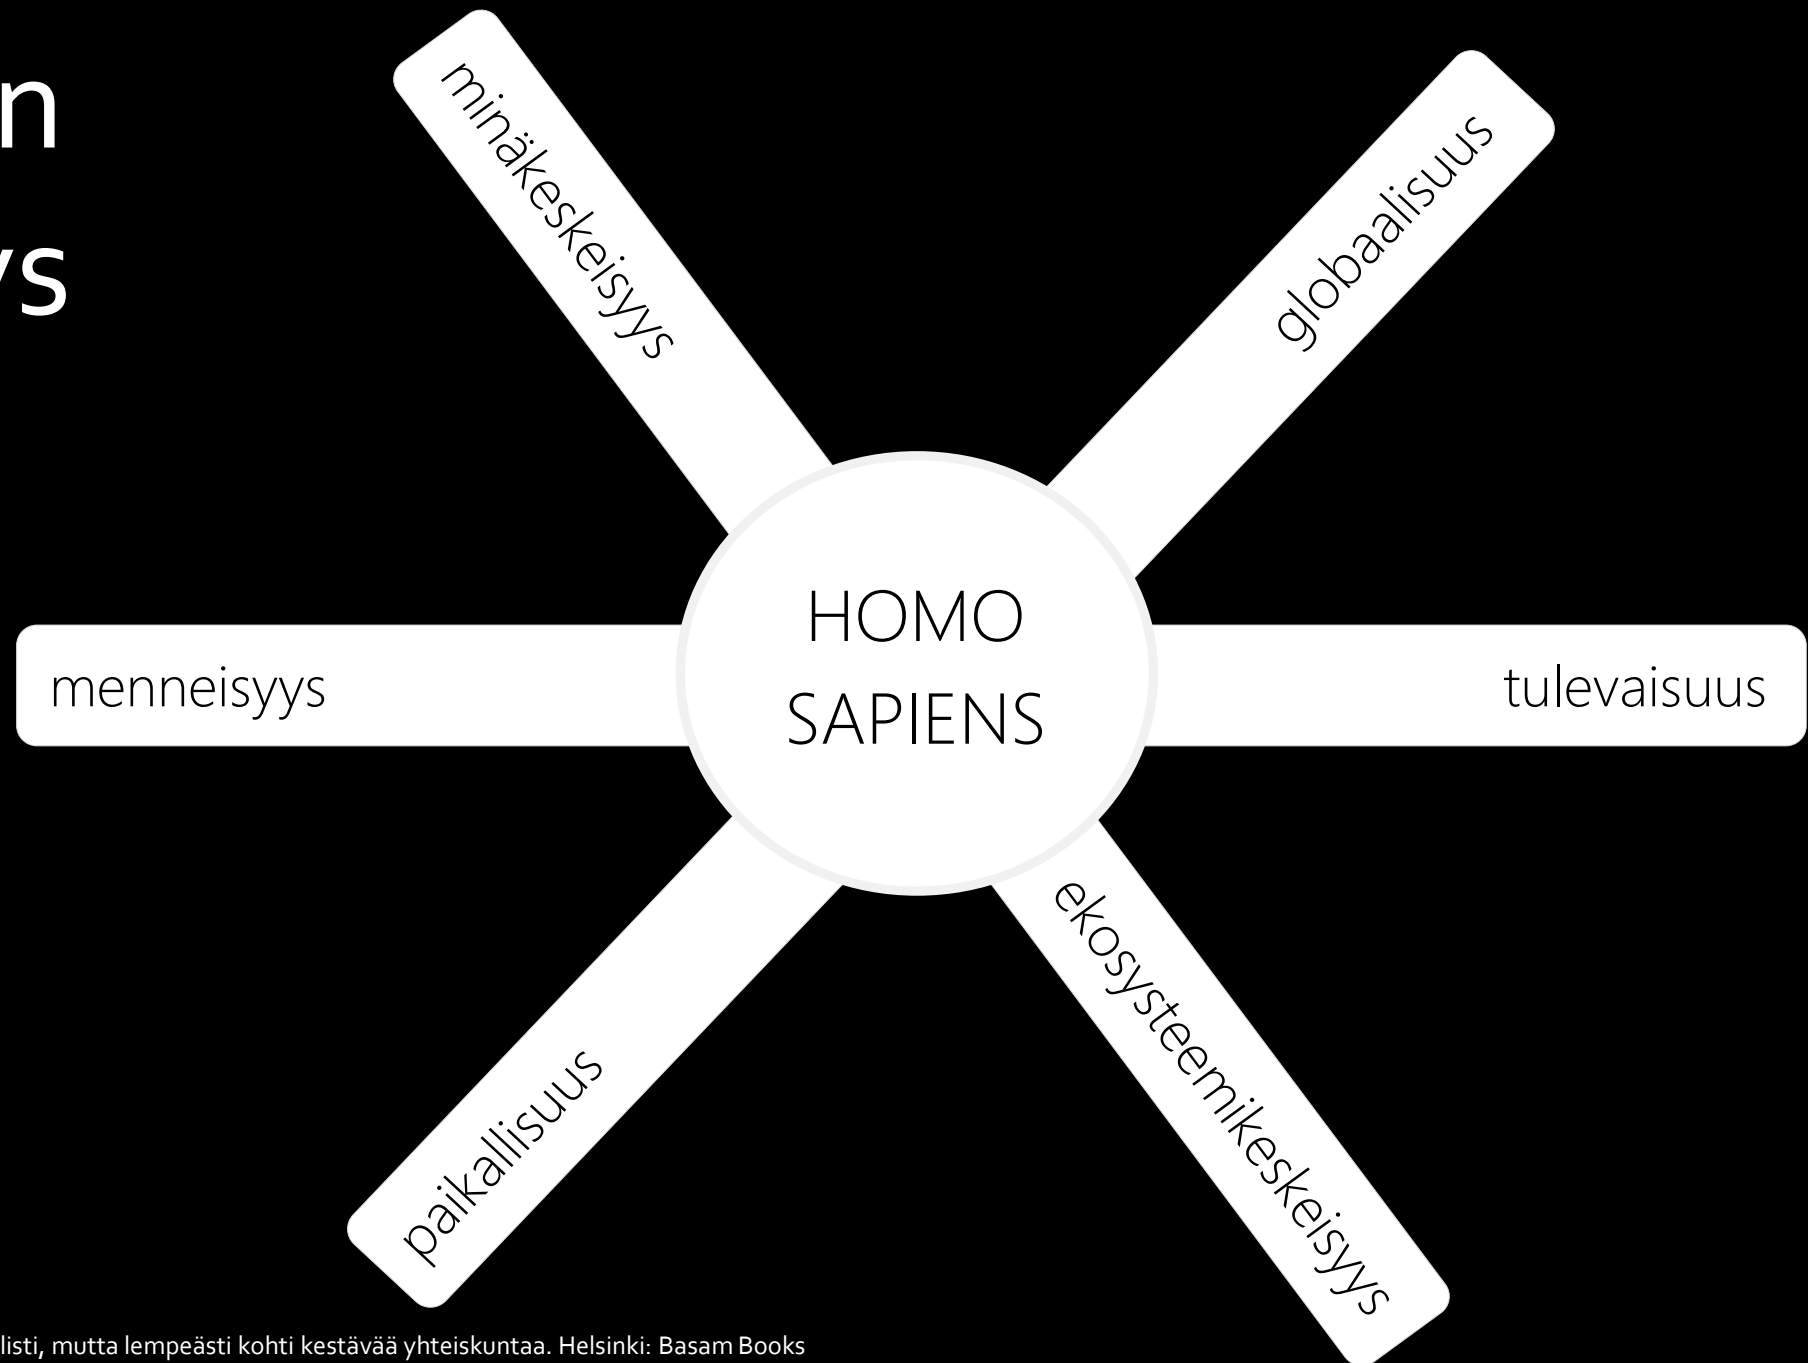 n
ys
minäkeskeisyys
globaalisuus
HOMO
SAPIENS
menneisyys
tulevaisuus
paikallisuus
ekosysteemikeskeisyys
listi, mutta lempeästi kohti kestävää yhteiskuntaa. Helsinki: Basam Books